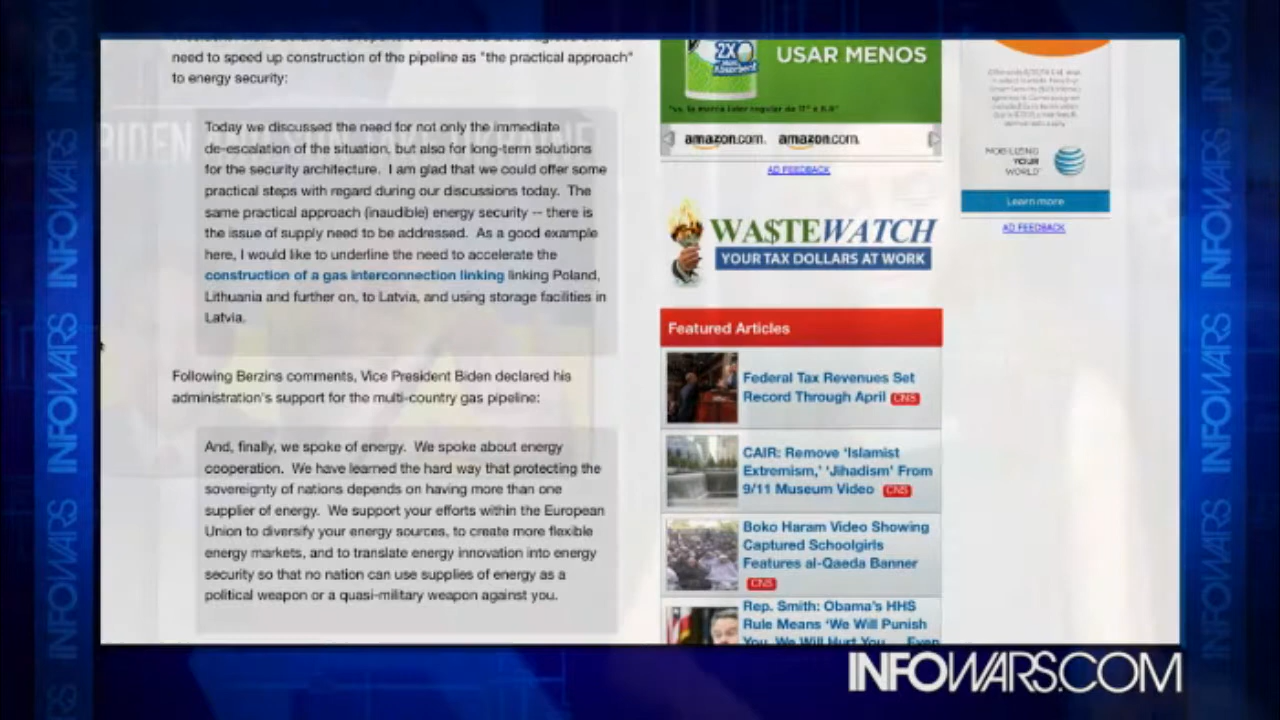 need to speed up construction of the pipeline as "the practical approach"
to energy security:
Today we discussed the need for not only the immediate
de-escalation of the situation, but also for long-term solutions
for the security architecture. I am glad that we could offer some
practical steps with regard during our discussions today. The
same practical approach (inaudible) energy security -- there is
the issue of supply need to be addressed. As a good example
here, I would like to underline the need to accelerate the
construction of a gas interconnection linking linking Poland,
Lithuania and further on, to Latvia, and using storage facilities in
Latvia.
Following Berzins comments, Vice President Biden declared his
administration's support for the multi-country gas pipeline:
And, finally, we spoke of energy. We spoke about energy
cooperation. We have learned the hard way that protecting the
sovereignty of nations depends on having more than one
supplier of energy. We support your efforts within the European
Union to diversify your energy sources, to create more flexible
energy markets, and to translate energy innovation into energy
security so that no nation can use supplies of energy as a
political weapon or a quasi-military weapon against you.
BIDEN
2X
USAR MENOS
amazon.com. amazon.com.
AD FEEDBACK
WA$TEWATCH
YOUR TAX DOLLARS AT WORK
Featured Articles
Federal Tax Revenues Set
Record Through April CNS
CAIR: Remove 'Islamist
Extremism,' 'Jihadism' From
9/11 Museum Video CNS
Boko Haram Video Showing
Captured Schoolgirls
Features al-Qaeda Banner
CNS
Rep. Smith: Obama's HHS
Rule Means 'We Will Punish
You, We Will Hurt You ... Even
MOBILIZING
YOUR
WORLD
Learn more
AD FEEDBACK
INFOWARS
INFOWARS
INFOWARS
INFOWARS
INFOWARS.COM